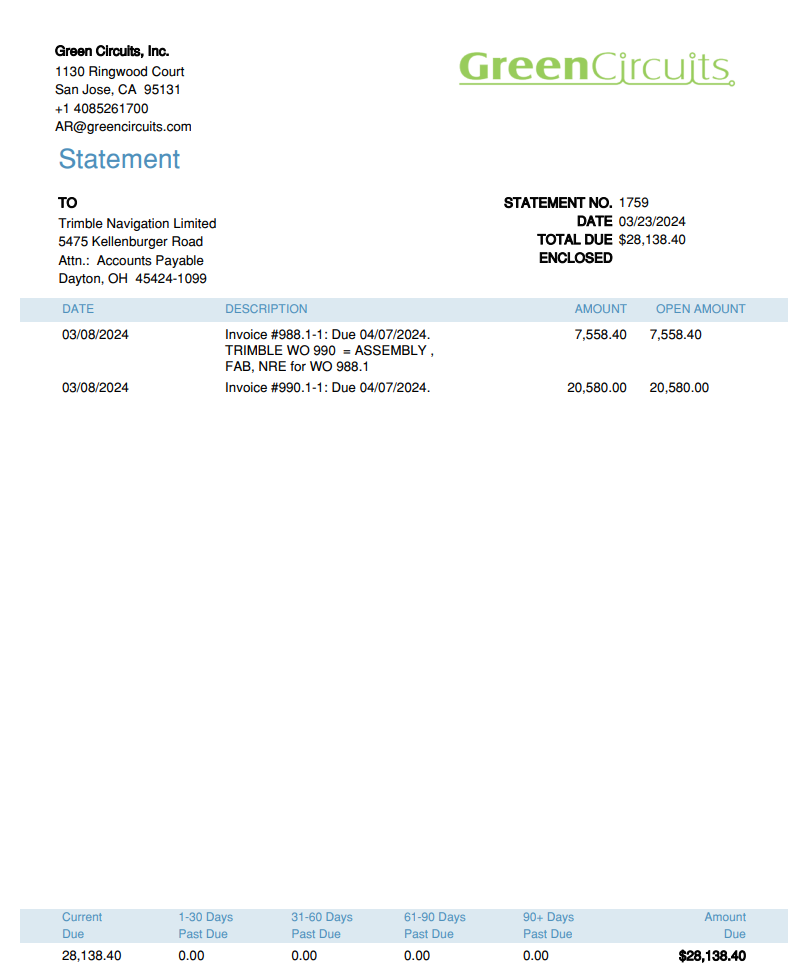 Green Circuits, Inc.
1130 Ringwood Court
San Jose, CA  95131
+1 4085261700
AR@greencircuits.com
GreenCircuits
Statement
TO
Trimble Navigation Limited
5475 Kellenburger Road
Attn.:  Accounts Payable
Dayton, OH  45424-1099
STATEMENT NO. 1759
DATE 03/23/2024
TOTAL DUE $28,138.40
ENCLOSED
DATE DESCRIPTION AMOUNT OPEN AMOUNT
03/08/2024 Invoice #988.1-1: Due 04/07/2024. 7,558.40 7,558.40
TRIMBLE WO 990  = ASSEMBLY ,
FAB, NRE for WO 988.1
03/08/2024 Invoice #990.1-1: Due 04/07/2024. 20,580.00 20,580.00
Current 1-30 Days 31-60 Days 61-90 Days 90+ Days Amount
Due Past Due Past Due Past Due Past Due Due
28,138.40 0.00 0.00 0.00 0.00 $28,138.40